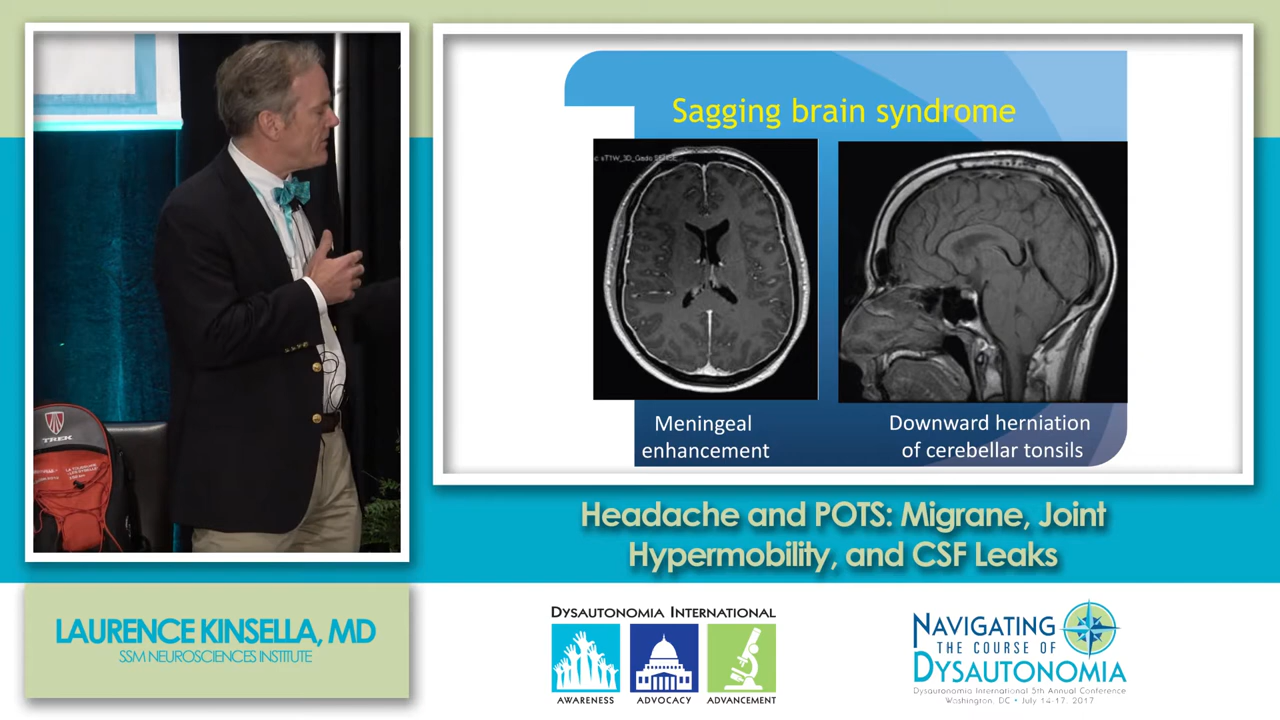 Sagging brain syndrome
Meningeal
enhancement
Downward herniation
of cerebellar tonsils
TREK
Headache and POTS: Migrane, Joint
Hypermobility, and CSF Leaks
LAURENCE KINSELLA, MD
SSM NEUROSCIENCES INSTITUTE
DYSAUTONOMIA INTERNATIONAL
AWARENESS
ADVOCACY
ADVANCEMENT
NAVIGATING
THE COURSE OF
DYSAUTONOMIA
Dysautonomia International 5th Annual Conference
Washington, DC • July 14-17, 2017